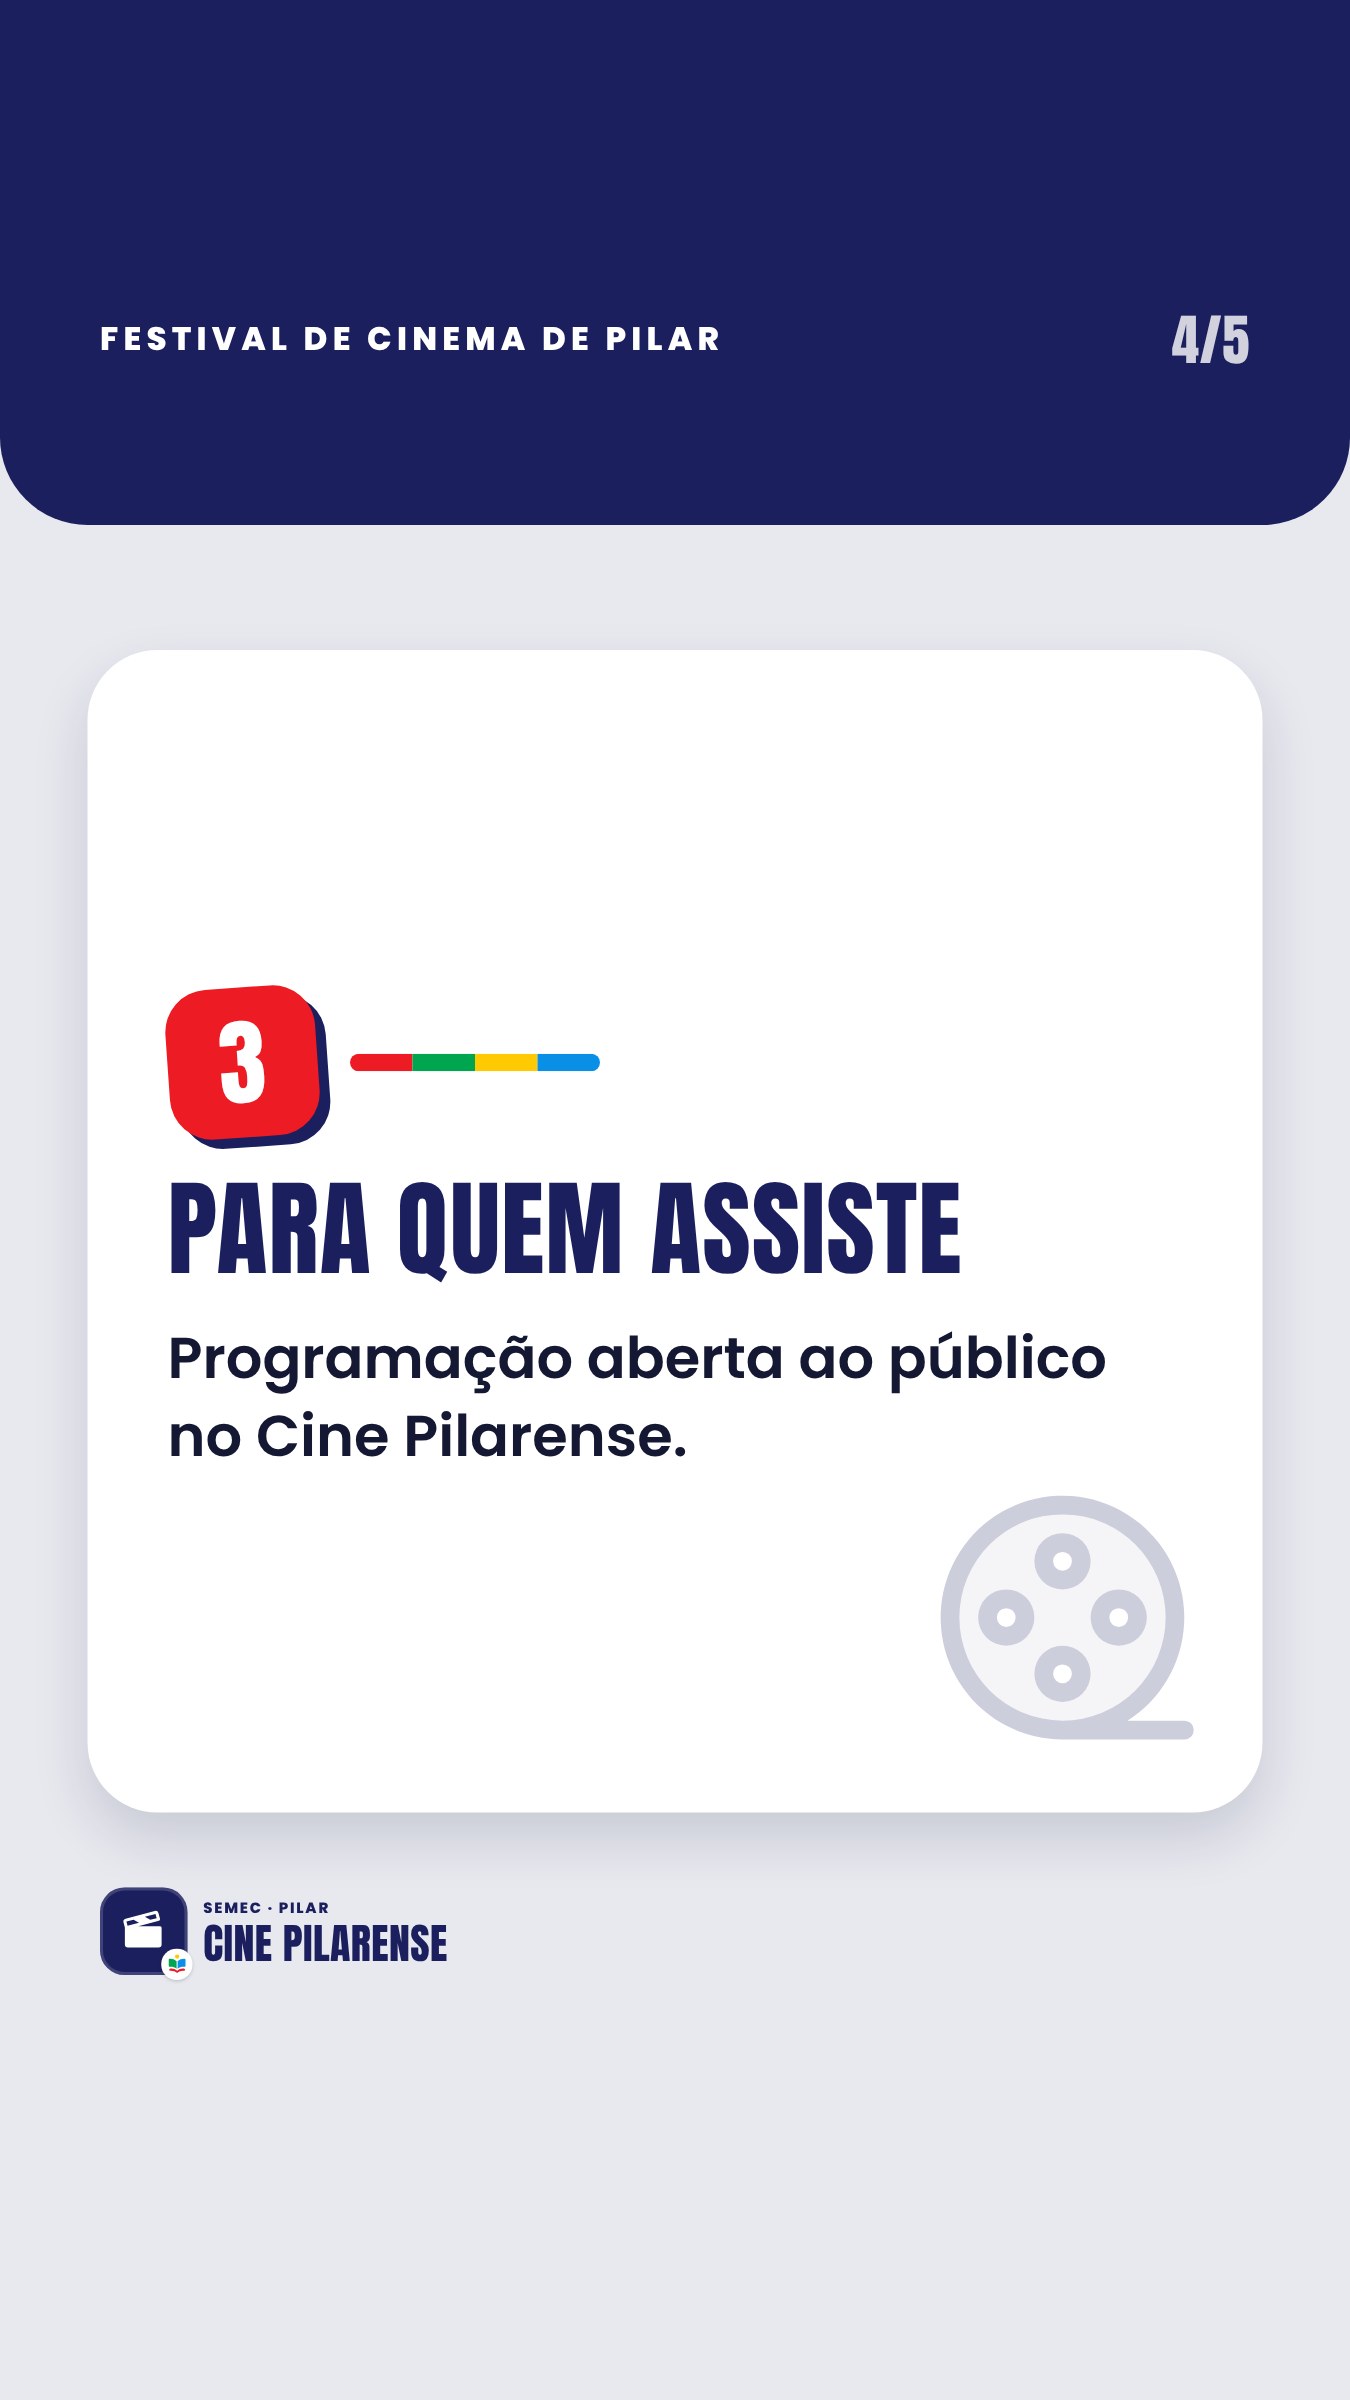 FESTIVAL DE CINEMA DE PILAR
4/5
3
PARA QUEM ASSISTE
Programação aberta ao público
no Cine Pilarense.
SEMEC · PILAR
CINE PILARENSE